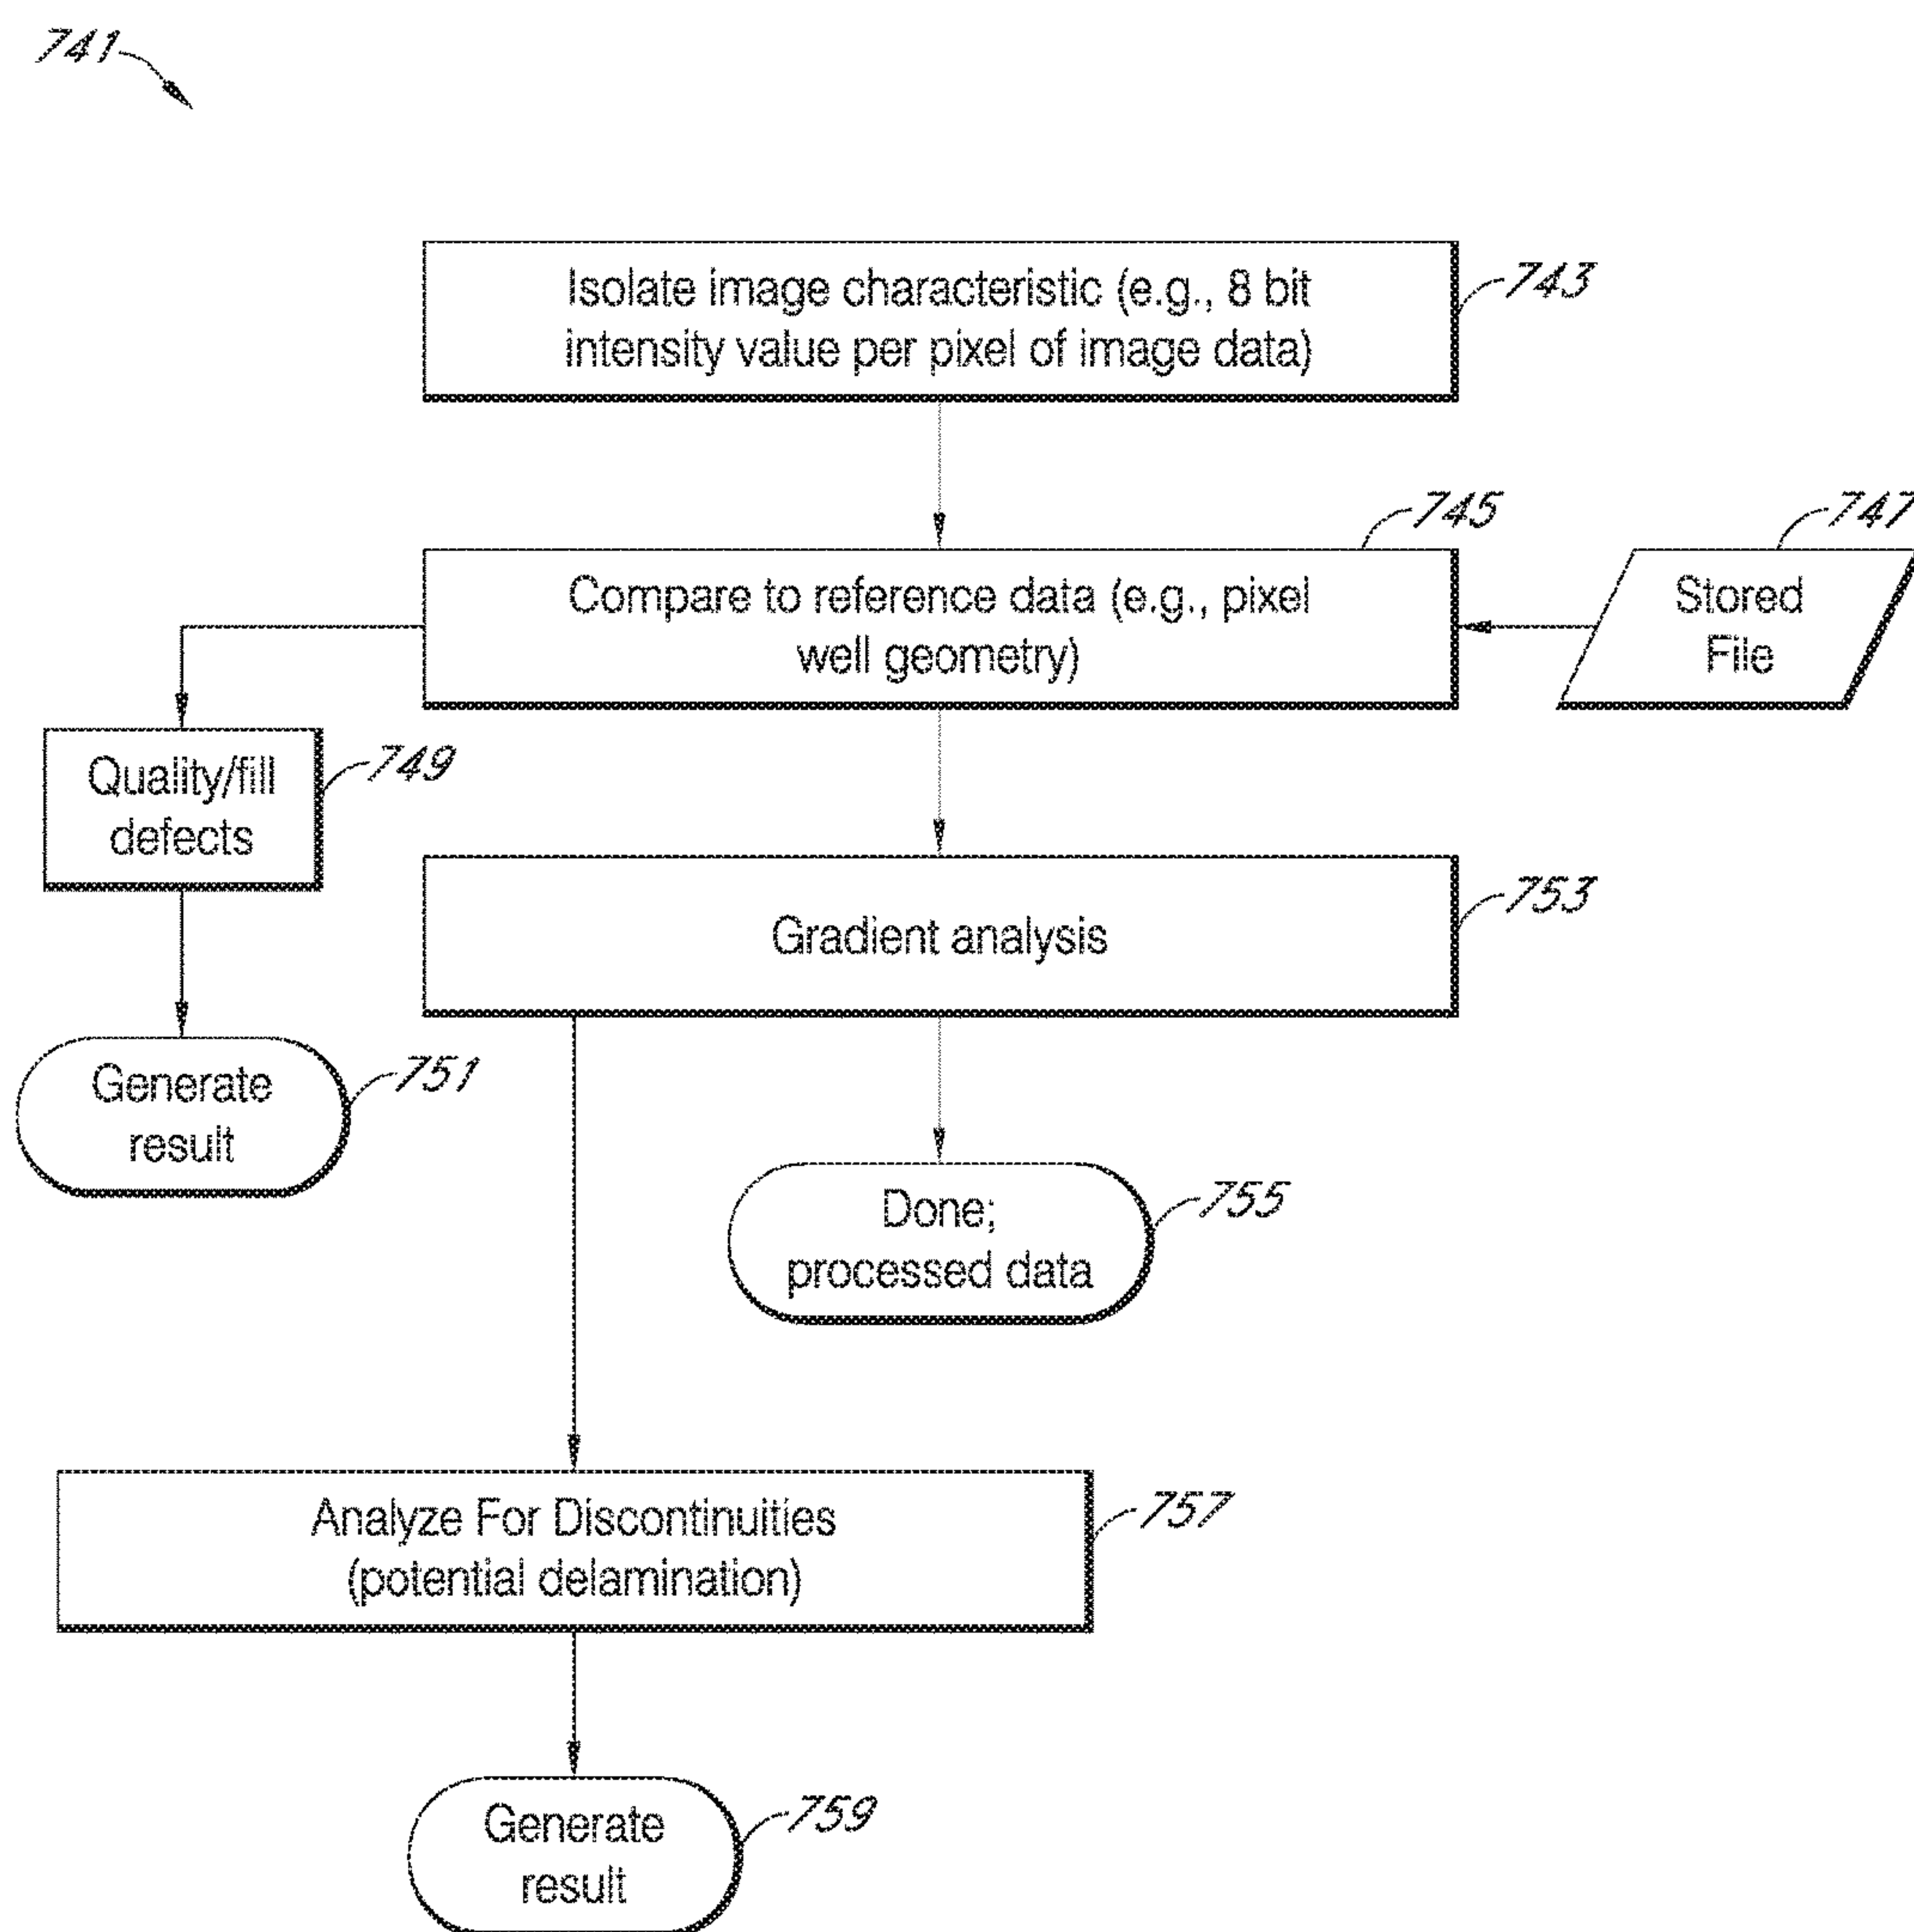 741
Isolate image characteristic (e.g., 8 bit
intensity value per pixel of image data)
743
745
747
Compare to reference data (e.g., pixel
well geometry)
Stored
File
Quality/fill
defects
749
Gradient analysis
753
Generate
result
751
Done;
processed data
755
Analyze For Discontinuities
(potential delamination)
757
Generate
result
759